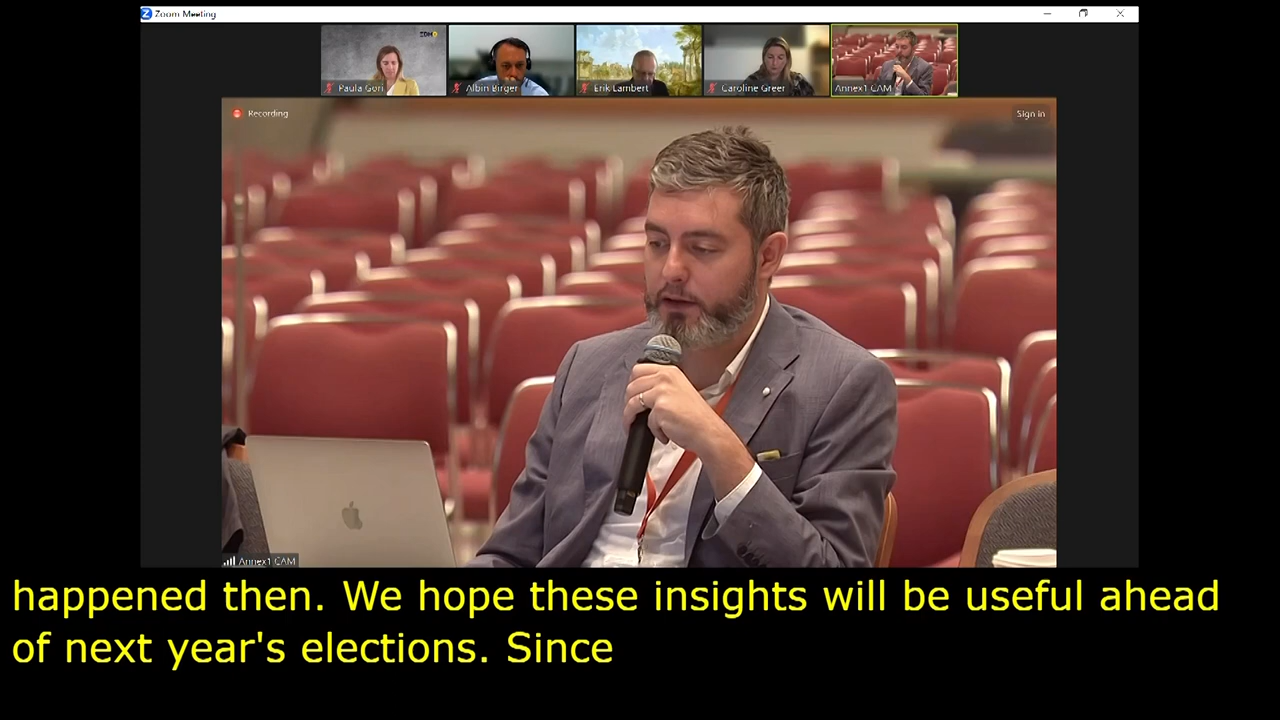 Zoom Meeting
EDMO
Paula Gori
Albin Birger
Erik Lambert
Caroline Greer
Annex1 CAM
Recording
Sign in
Annex1 CAM
happened then. We hope these insights will be useful ahead
of next year's elections. Since